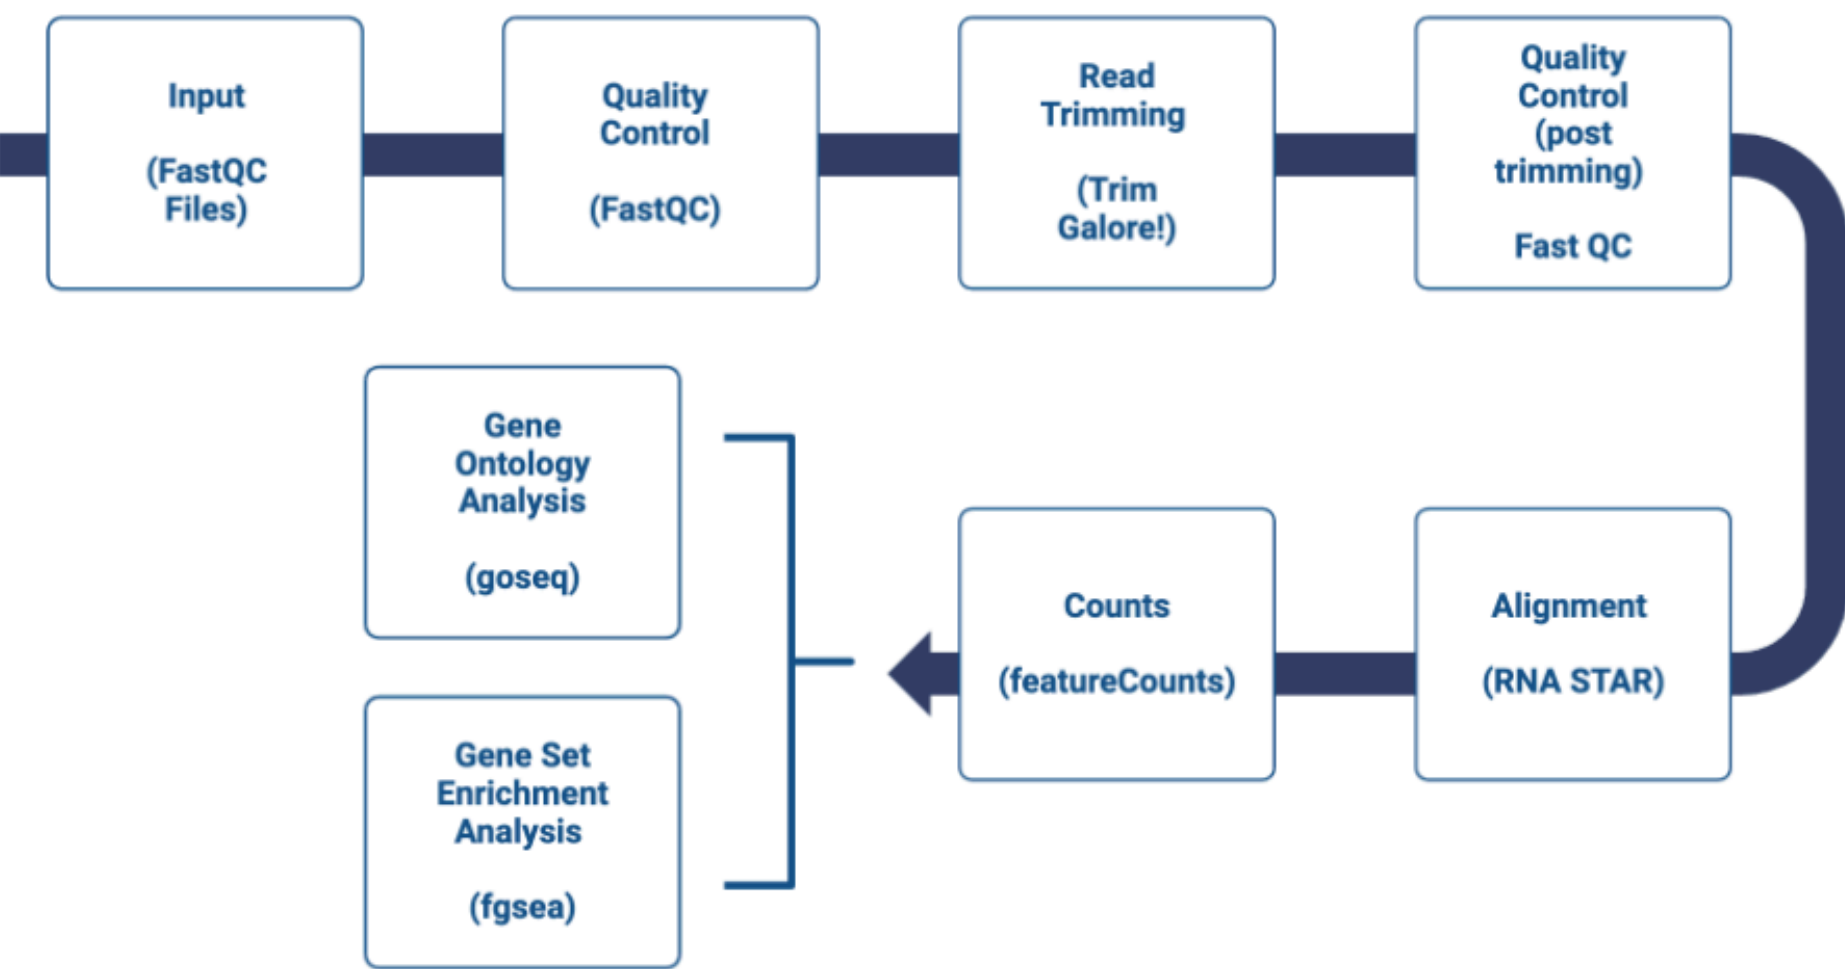 Input
(FastQC
Files)
Quality
Control
(FastQC)
Read
Trimming
(Trim
Galore!)
Quality
Control
(post
trimming)
Fast QC
Alignment
(RNA STAR)
Counts
(featureCounts)
Gene
Ontology
Analysis
(goseq)
Gene Set
Enrichment
Analysis
(fgsea)